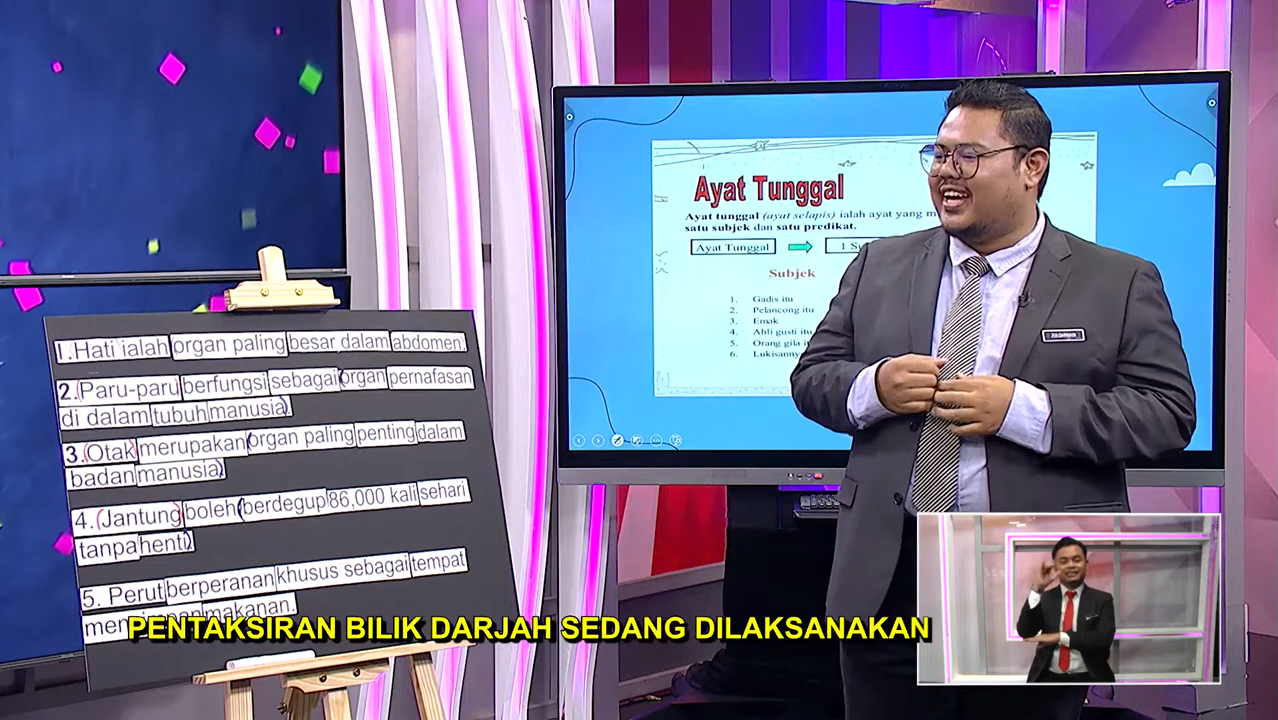 1.Hati ialah organ paling besar dalam abdomen.
2.(Paru-paru) berfungsi sebagai (organ pernafasan
di dalam tubuh manusia).
3.(Otak) merupakan (organ paling penting dalam
badan manusia)
4.(Jantung) boleh (berdegup 86,000 kali sehari
tanpa henti)
5. Perut berperanan khusus sebagai tempat
makanan.
Ayat Tunggal
Ayat tunggal (ayat selapis) ialah ayat yang
satu subjek dan satu predikat.
Ayat Tunggal 1
Subjek
1. Gadis itu
2. Pelancong itu
3. Emak
4. Ahli gusti itu
5. Orang gila
6.
ZULQARNAIN
PENTAKSIRAN BILIK DARJAH SEDANG DILAKSANAKAN